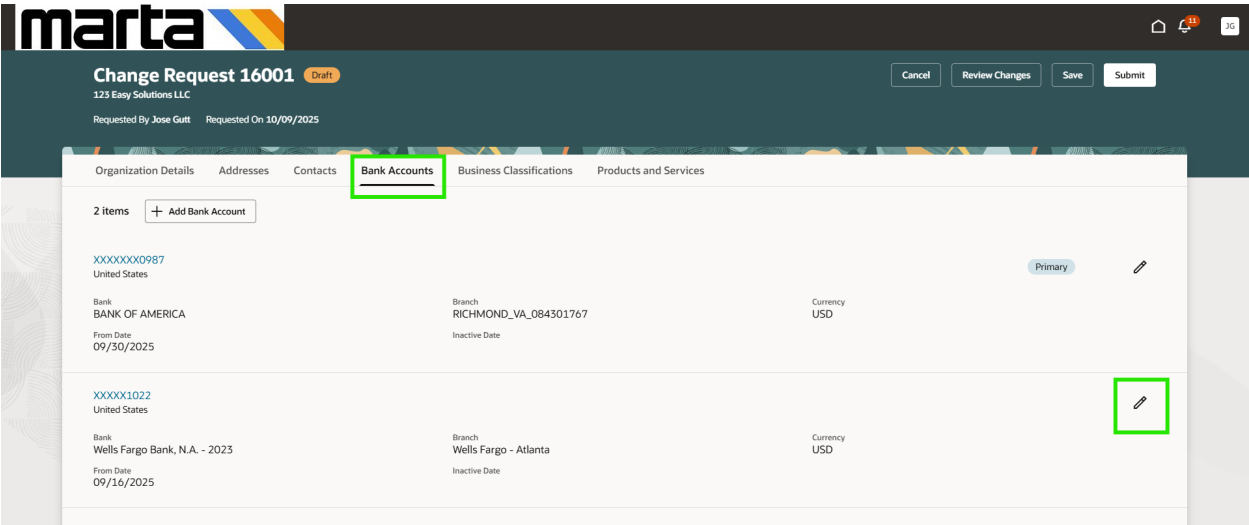 marta
11
JG
Change Request 16001 Draft
Cancel Review Changes Save Submit
123 Easy Solutions LLC
Requested By Jose Gutt Requested On 10/09/2025
Organization Details Addresses Contacts Bank Accounts Business Classifications Products and Services
2 items + Add Bank Account
XXXXXXX0987
United States
Primary
Bank Branch Currency
BANK OF AMERICA RICHMOND_VA_084301767 USD
From Date Inactive Date
09/30/2025
XXXXX1022
United States
Bank Branch Currency
Wells Fargo Bank, N.A. - 2023 Wells Fargo - Atlanta USD
From Date Inactive Date
09/16/2025